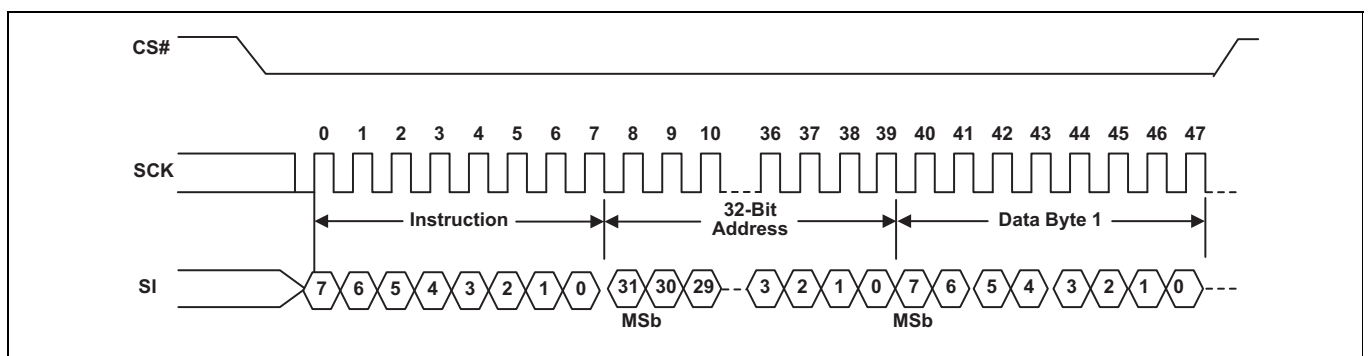 CS#
0 1 2 3 4 5 6 7 8 9 10 36 37 38 39 40 41 42 43 44 45 46 47
SCK
Instruction 32-Bit Address Data Byte 1
SI 7 6 5 4 3 2 1 0 31 30 29 3 2 1 0 7 6 5 4 3 2 1 0
MSb MSb